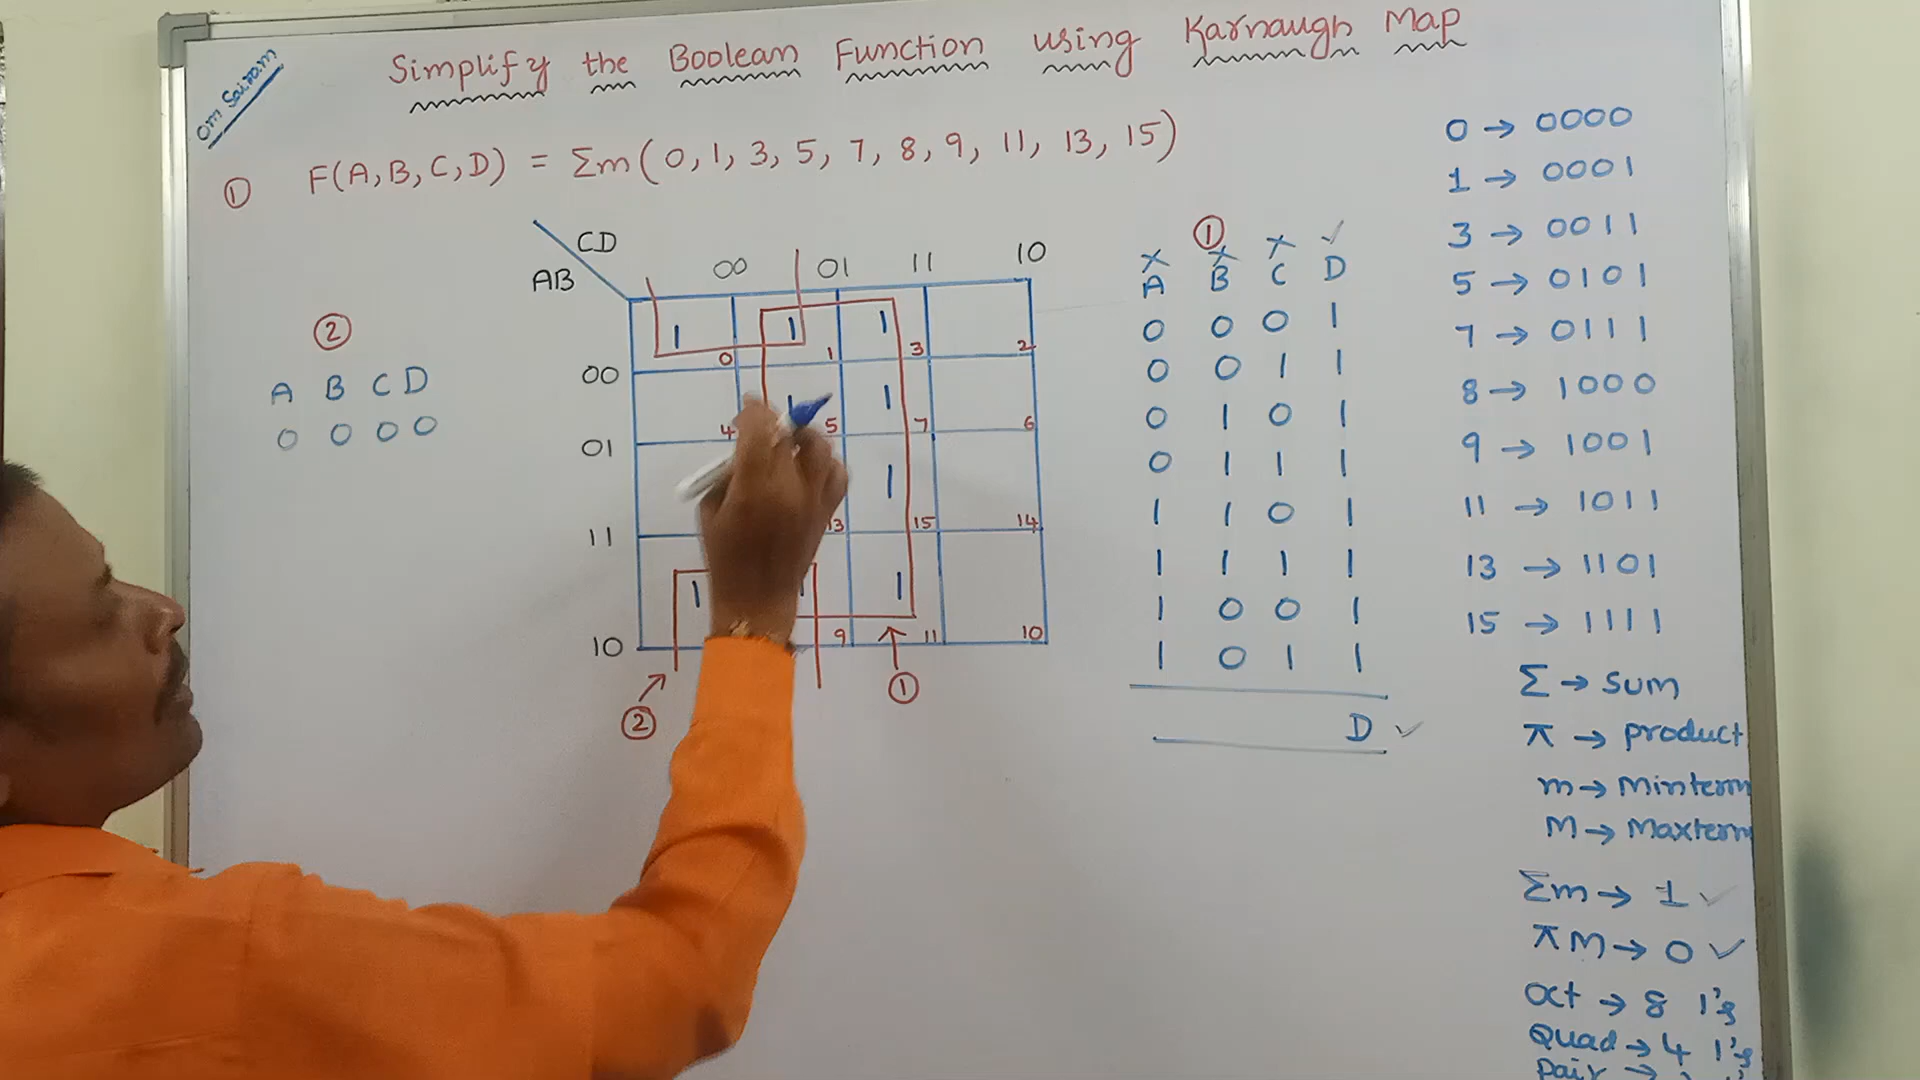 Om Sairam
Simplify the Boolean Function using Karnaugh Map
① F(A,B,C,D) = Σm(0, 1, 3, 5, 7, 8, 9, 11, 13, 15)
CD
AB
00 01 11 10
1 1 1
0 1 3 2
00
1 1
4 5 7 6
01
1
13 15 14
11
1 1 1
9 11 10
10
②
①
②
A B C D
0 0 0 0
①
x x x ✓
A B C D
0 0 0 1
0 0 1 1
0 1 0 1
0 1 1 1
1 1 0 1
1 1 1 1
1 0 0 1
1 0 1 1
D ✓
0 → 0000
1 → 0001
3 → 0011
5 → 0101
7 → 0111
8 → 1000
9 → 1001
11 → 1011
13 → 1101
15 → 1111
Σ → sum
π → product
m → Minterm
M → Maxterm
Σm → 1 ✓
πM → 0 ✓
Oct → 8 1's
Quad → 4 1's
Pair →